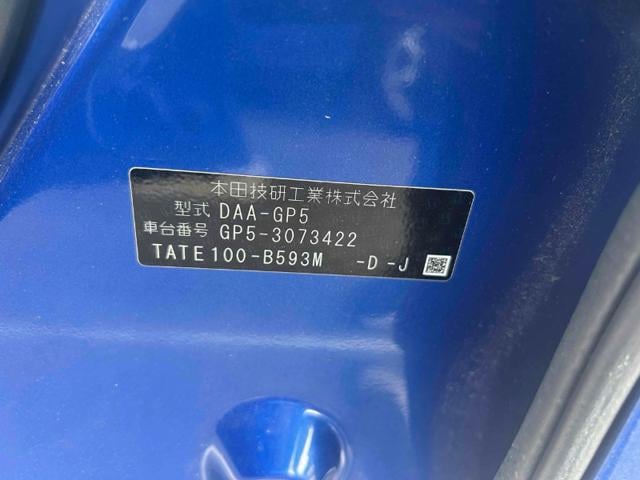 本田技研工業株式会社
型式 DAA-GP5
車台番号 GP5-3073422
TATE100-B593M -D -J